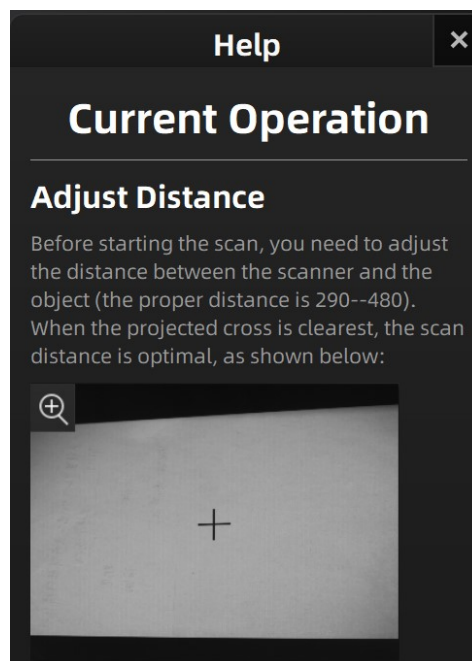 Help
Current Operation
Adjust Distance
Before starting the scan, you need to adjust
the distance between the scanner and the
object (the proper distance is 290--480).
When the projected cross is clearest, the scan
distance is optimal, as shown below: